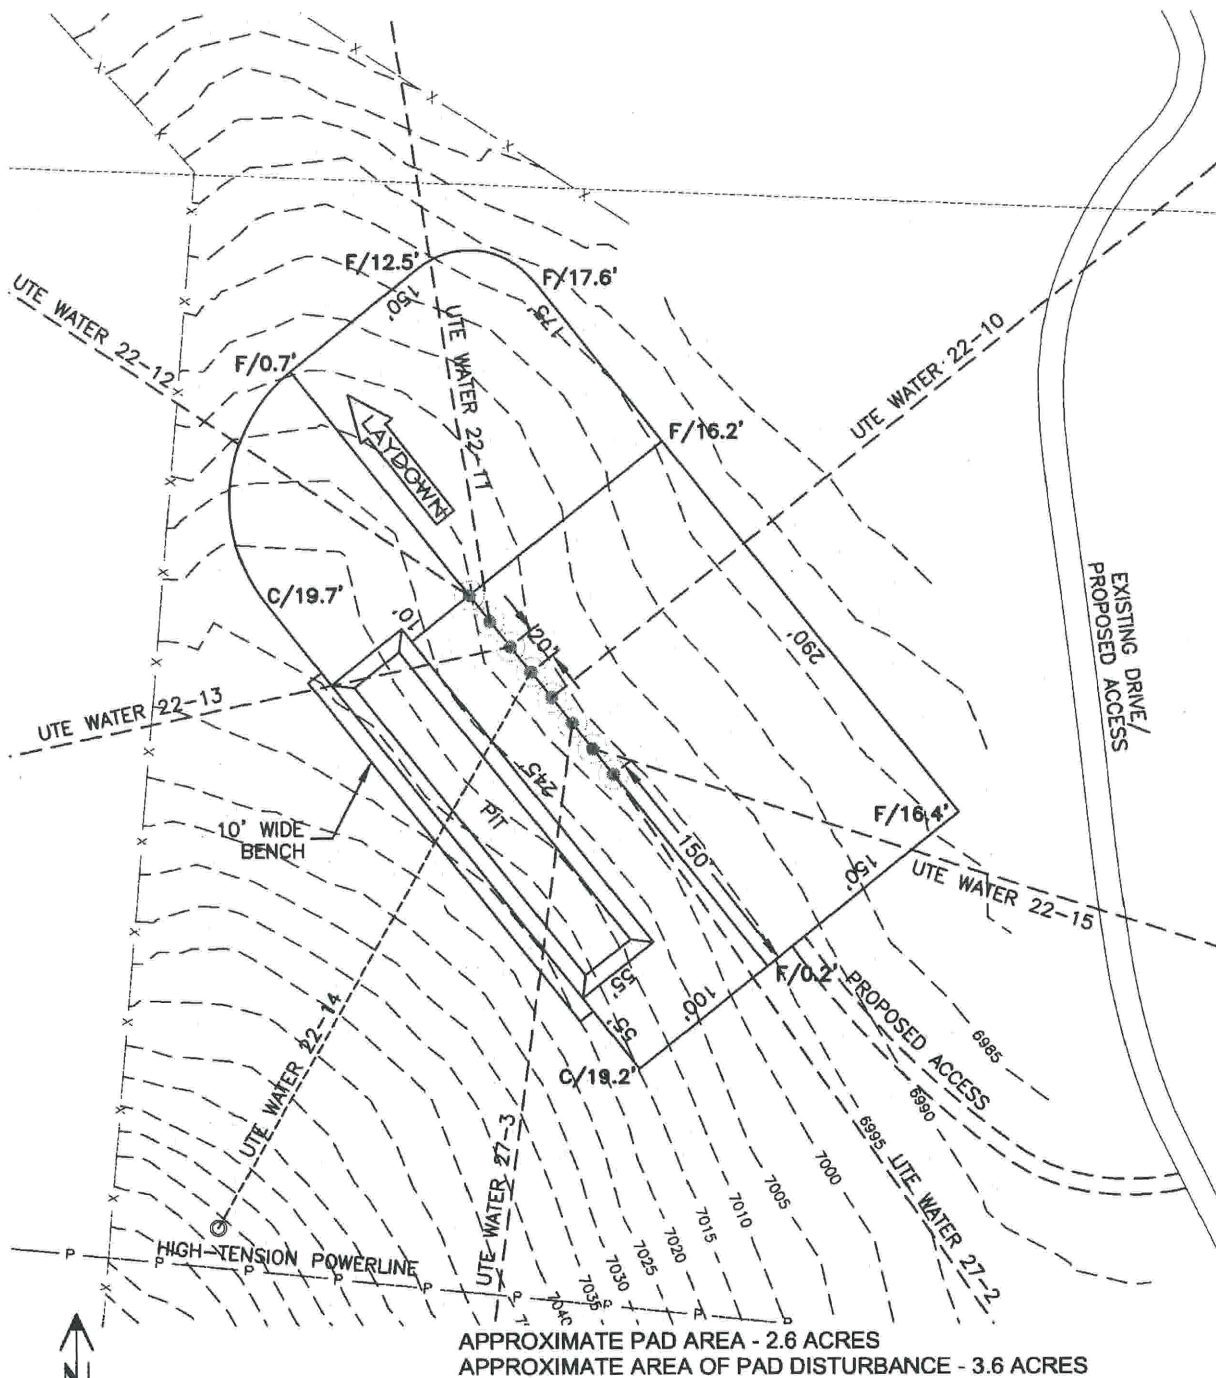 F/12.5'
F/17.6'
150'
175'
UTE WATER 22-12
UTE WATER 22-11
UTE WATER 22-10
F/0.7'
LAYDOWN
F/16.2'
C/19.7'
10'
20'
290'
EXISTING DRIVE/
PROPOSED ACCESS
UTE WATER 22-13
245'
PIT
10' WIDE
BENCH
150'
F/16.4'
150'
UTE WATER 22-15
F/0.2'
55'
100'
55'
C/19.2'
PROPOSED ACCESS
UTE WATER 22-14
UTE WATER 27-3
UTE WATER 27-2
6985
6990
6995
7000
7005
7010
7015
7020
7025
7030
7035
7040
HIGH-TENSION POWERLINE
X
P
N
APPROXIMATE PAD AREA - 2.6 ACRES
APPROXIMATE AREA OF PAD DISTURBANCE - 3.6 ACRES